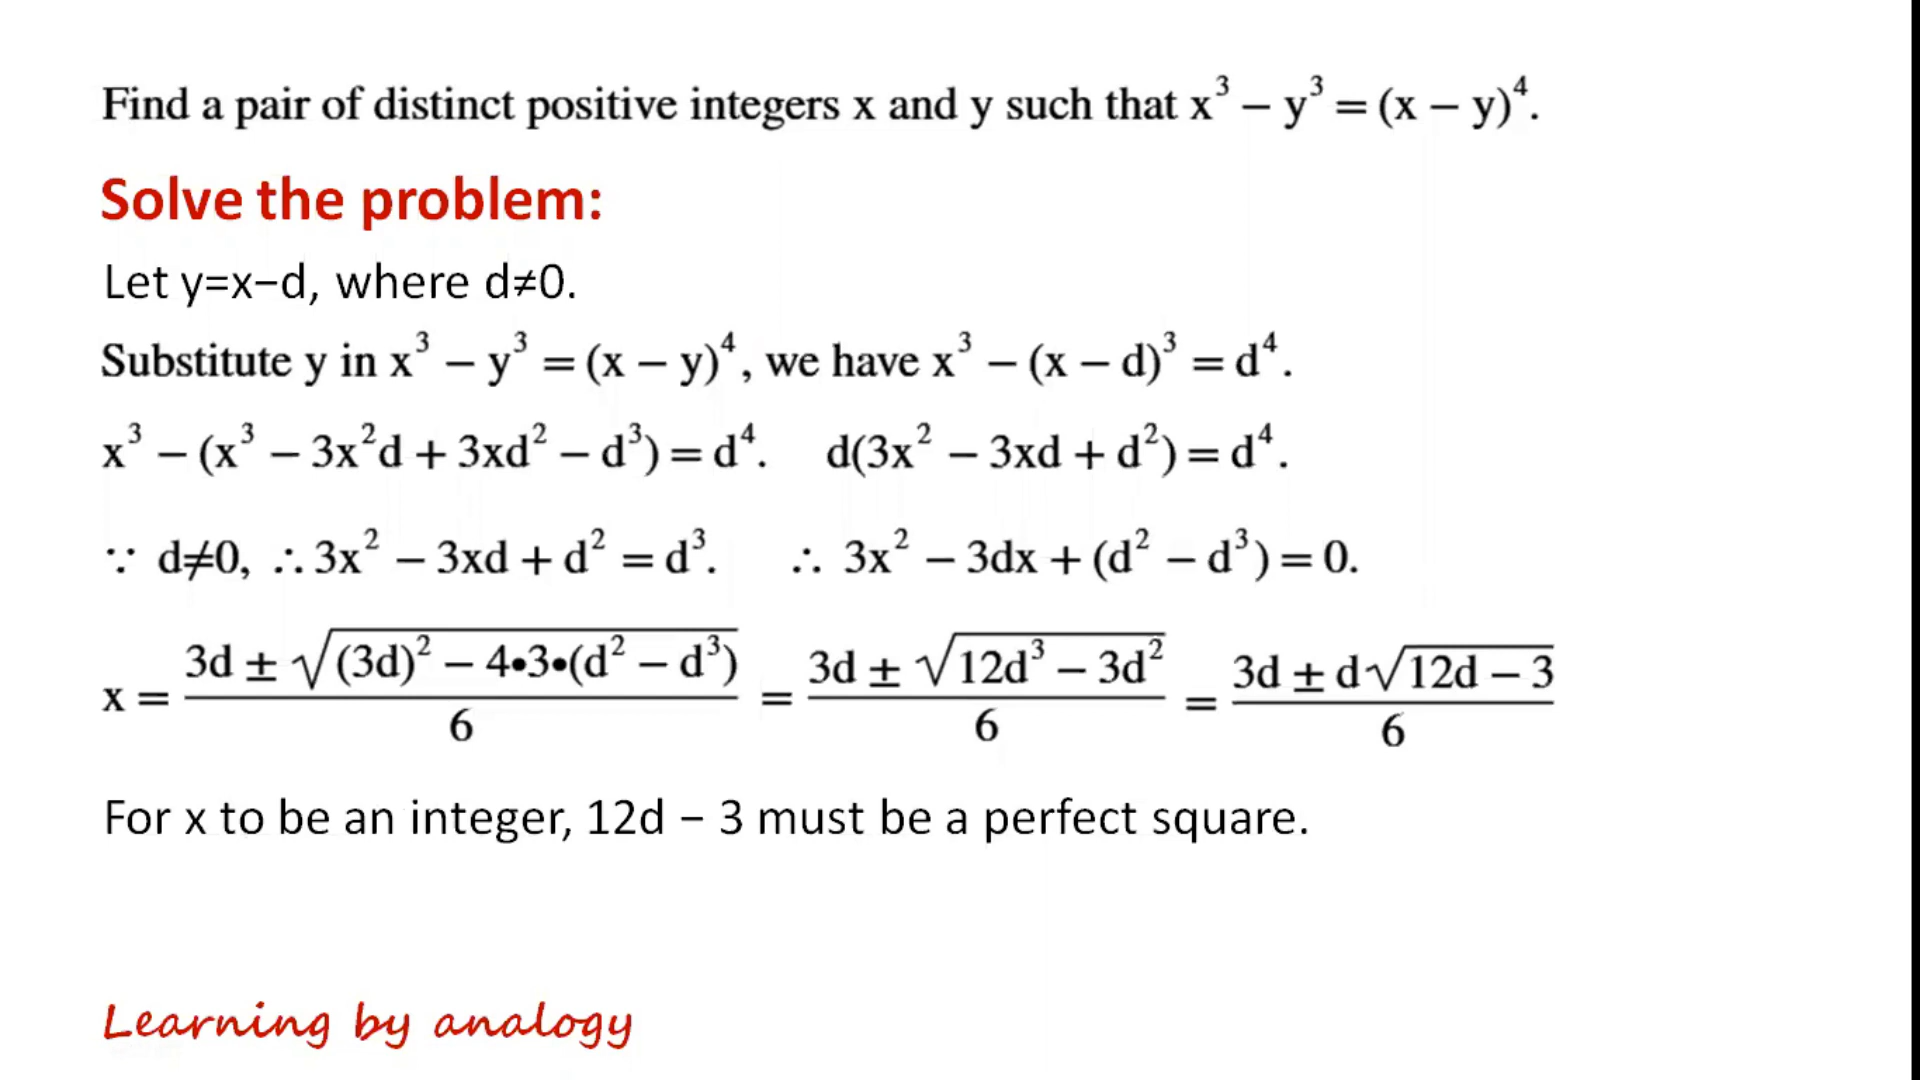 Find a pair of distinct positive integers x and y such that x³ − y³ = (x − y)⁴.
Solve the problem:
Let y=x−d, where d≠0.
Substitute y in x³ − y³ = (x − y)⁴, we have x³ − (x − d)³ = d⁴.
x³ − (x³ − 3x²d + 3xd² − d³) = d⁴. d(3x² − 3xd + d²) = d⁴.
∵ d≠0, ∴ 3x² − 3xd + d² = d³. ∴ 3x² − 3dx + (d² − d³) = 0.
x = (3d ± √((3d)² − 4•3•(d² − d³)))/6 = (3d ± √(12d³ − 3d²))/6 = (3d ± d√(12d − 3))/6
For x to be an integer, 12d − 3 must be a perfect square.
Learning by analogy